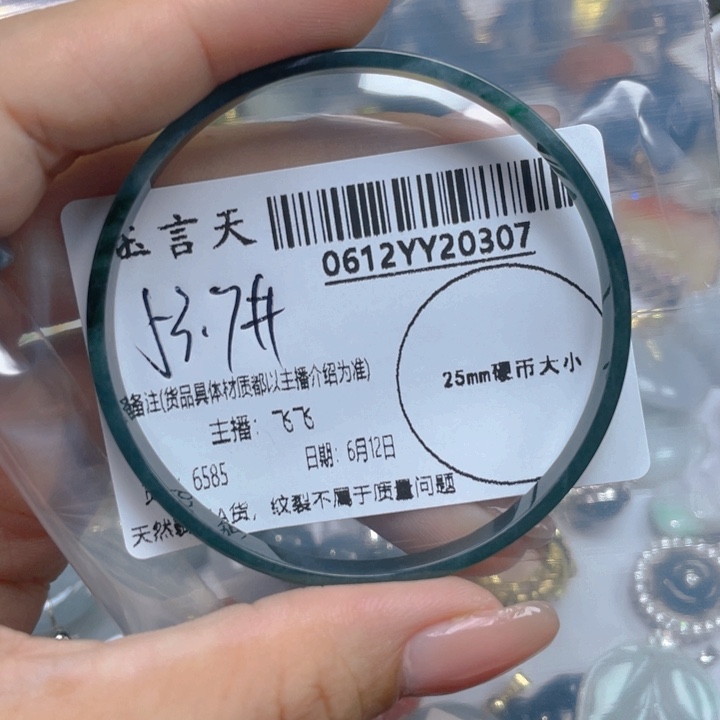 玉言天
0612YY20307
53.7#
25mm硬币大小
备注(货品具体材质都以主播介绍为准)
主播：飞飞
6585
日期：6月12日
天然 A货，纹裂不属于质量问题